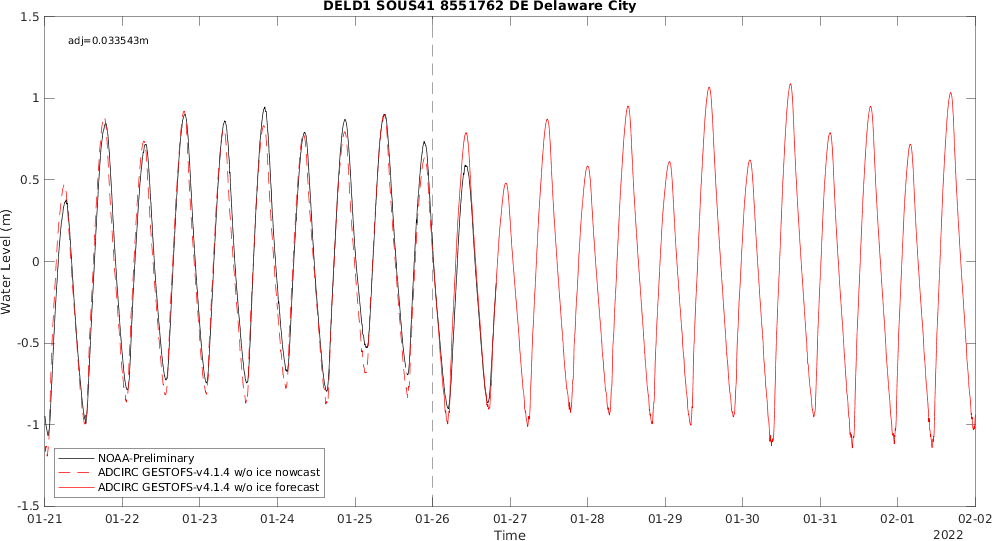 DELD1 SOUS41 8551762 DE Delaware City
1.5
adj=0.033543m
1
0.5
0
-0.5
-1
-1.5
Water Level (m)
NOAA-Preliminary
ADCIRC GESTOFS-v4.1.4 w/o ice nowcast
ADCIRC GESTOFS-v4.1.4 w/o ice forecast
01-21 01-22 01-23 01-24 01-25 01-26 01-27 01-28 01-29 01-30 01-31 02-01 02-02
Time
2022